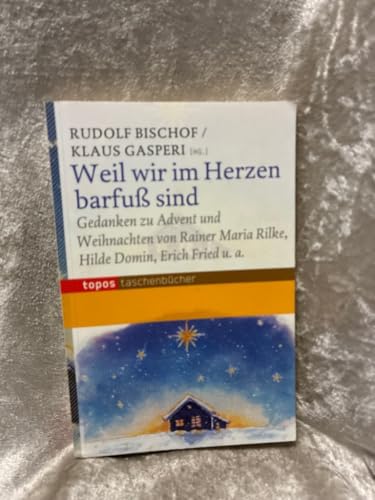 RUDOLF BISCHOF /
KLAUS GASPERI [HG.]
Weil wir im Herzen
barfuß sind
Gedanken zu Advent und
Weihnachten von Rainer Maria Rilke,
Hilde Domin, Erich Fried u. a.
topos taschenbücher